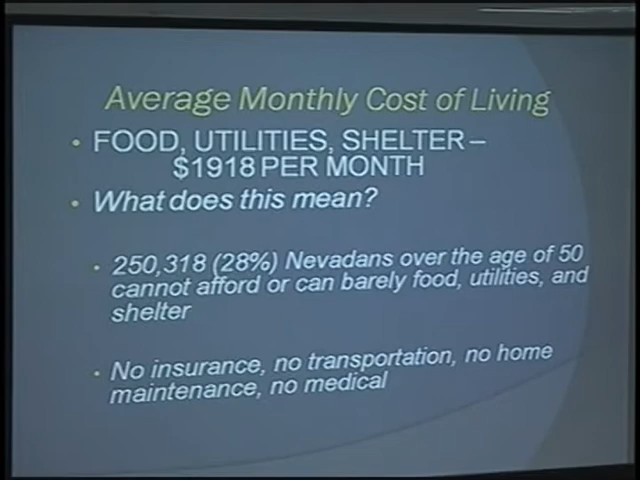 Average Monthly Cost of Living
• FOOD, UTILITIES, SHELTER –
$1918 PER MONTH
• What does this mean?
• 250,318 (28%) Nevadans over the age of 50
cannot afford or can barely food, utilities, and
shelter
• No insurance, no transportation, no home
maintenance, no medical